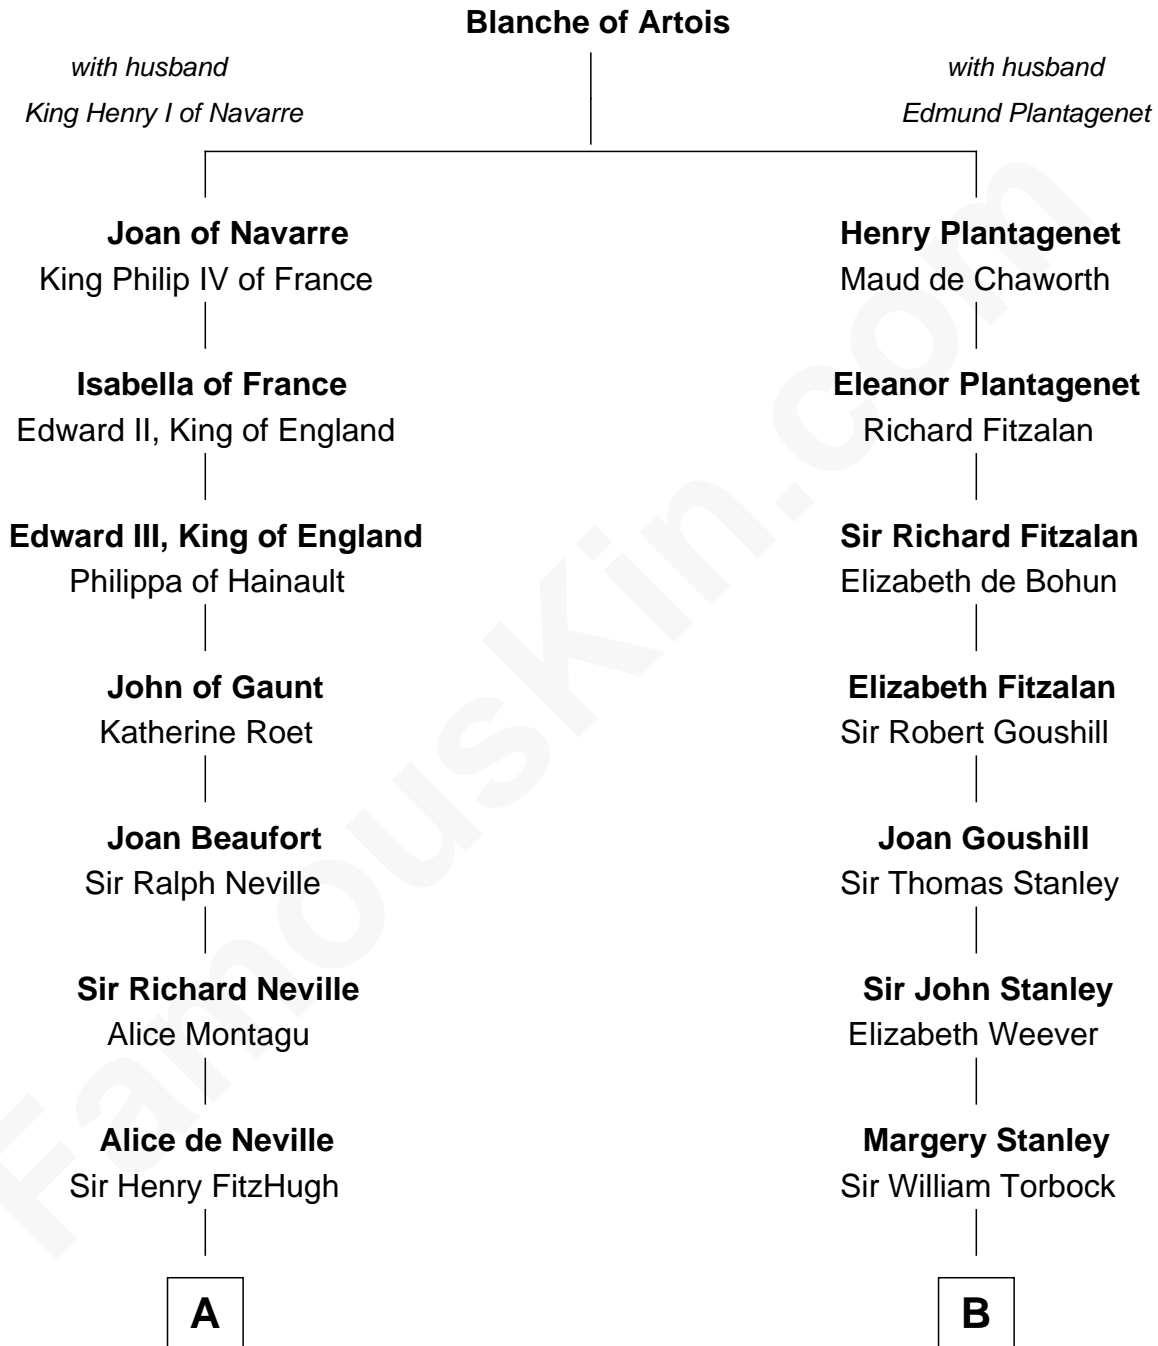 Blanche of Artois
with husband
King Henry I of Navarre
with husband
Edmund Plantagenet
Joan of Navarre
King Philip IV of France
Henry Plantagenet
Maud de Chaworth
Isabella of France
Edward II, King of England
Eleanor Plantagenet
Richard Fitzalan
Edward III, King of England
Philippa of Hainault
Sir Richard Fitzalan
Elizabeth de Bohun
John of Gaunt
Katherine Roet
Elizabeth Fitzalan
Sir Robert Goushill
Joan Beaufort
Sir Ralph Neville
Joan Goushill
Sir Thomas Stanley
Sir Richard Neville
Alice Montagu
Sir John Stanley
Elizabeth Weever
Alice de Neville
Sir Henry FitzHugh
Margery Stanley
Sir William Torbock
A
B
FamousKin.com